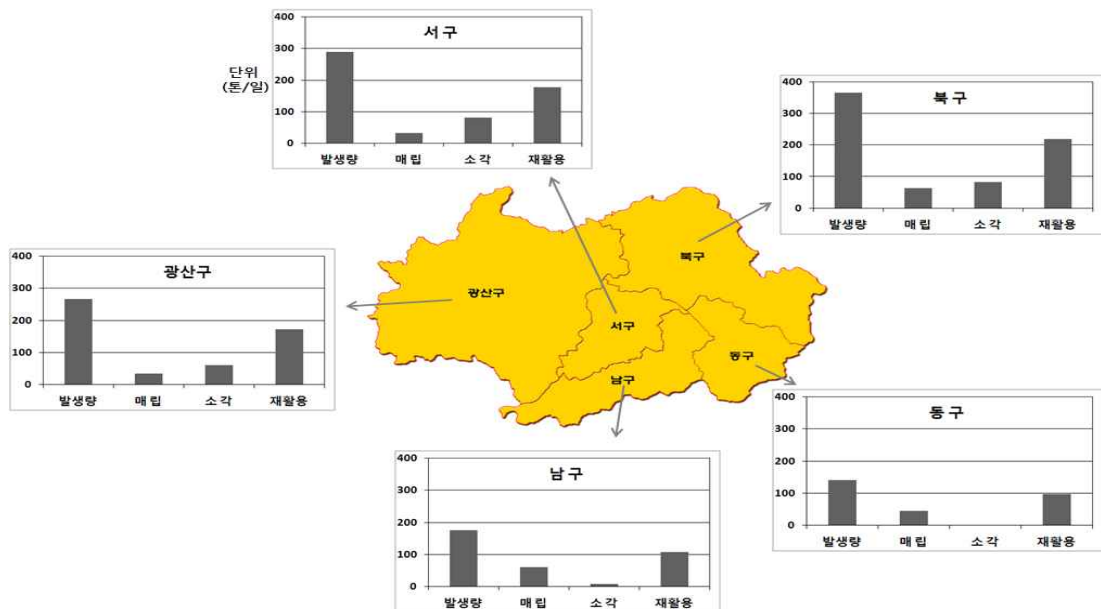 서구
단위
(톤/일)
400
300
200
100
0
발생량 매립 소각 재활용
북구
400
300
200
100
0
발생량 매립 소각 재활용
광산구
400
300
200
100
0
발생량 매립 소각 재활용
북구
광산구
서구
동구
남구
동구
400
300
200
100
0
발생량 매립 소각 재활용
남구
400
300
200
100
0
발생량 매립 소각 재활용